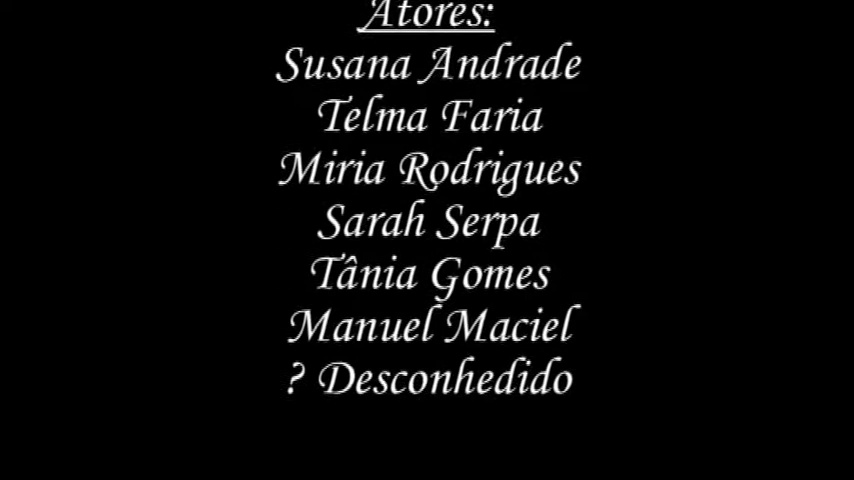 Atores:
Susana Andrade
Telma Faria
Miria Rodrigues
Sarah Serpa
Tânia Gomes
Manuel Maciel
? Desconhedido